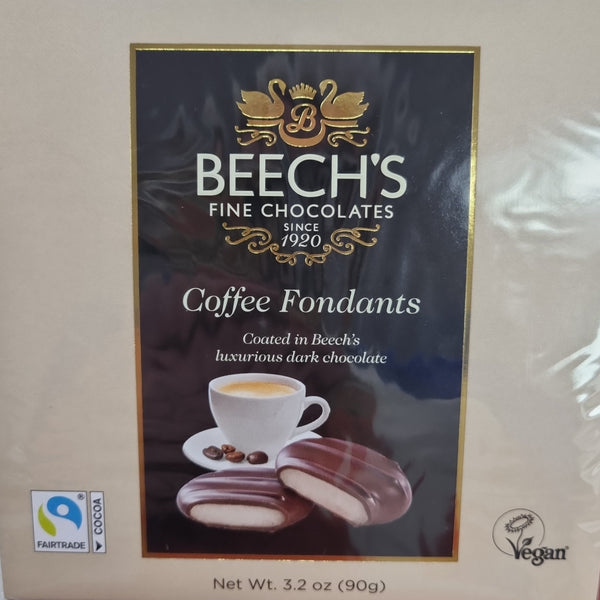 B
BEECH'S
FINE CHOCOLATES
SINCE
1920
Coffee Fondants
Coated in Beech's
luxurious dark chocolate
®
FAIRTRADE
COCOA
Vegan
Net Wt. 3.2 oz (90g)